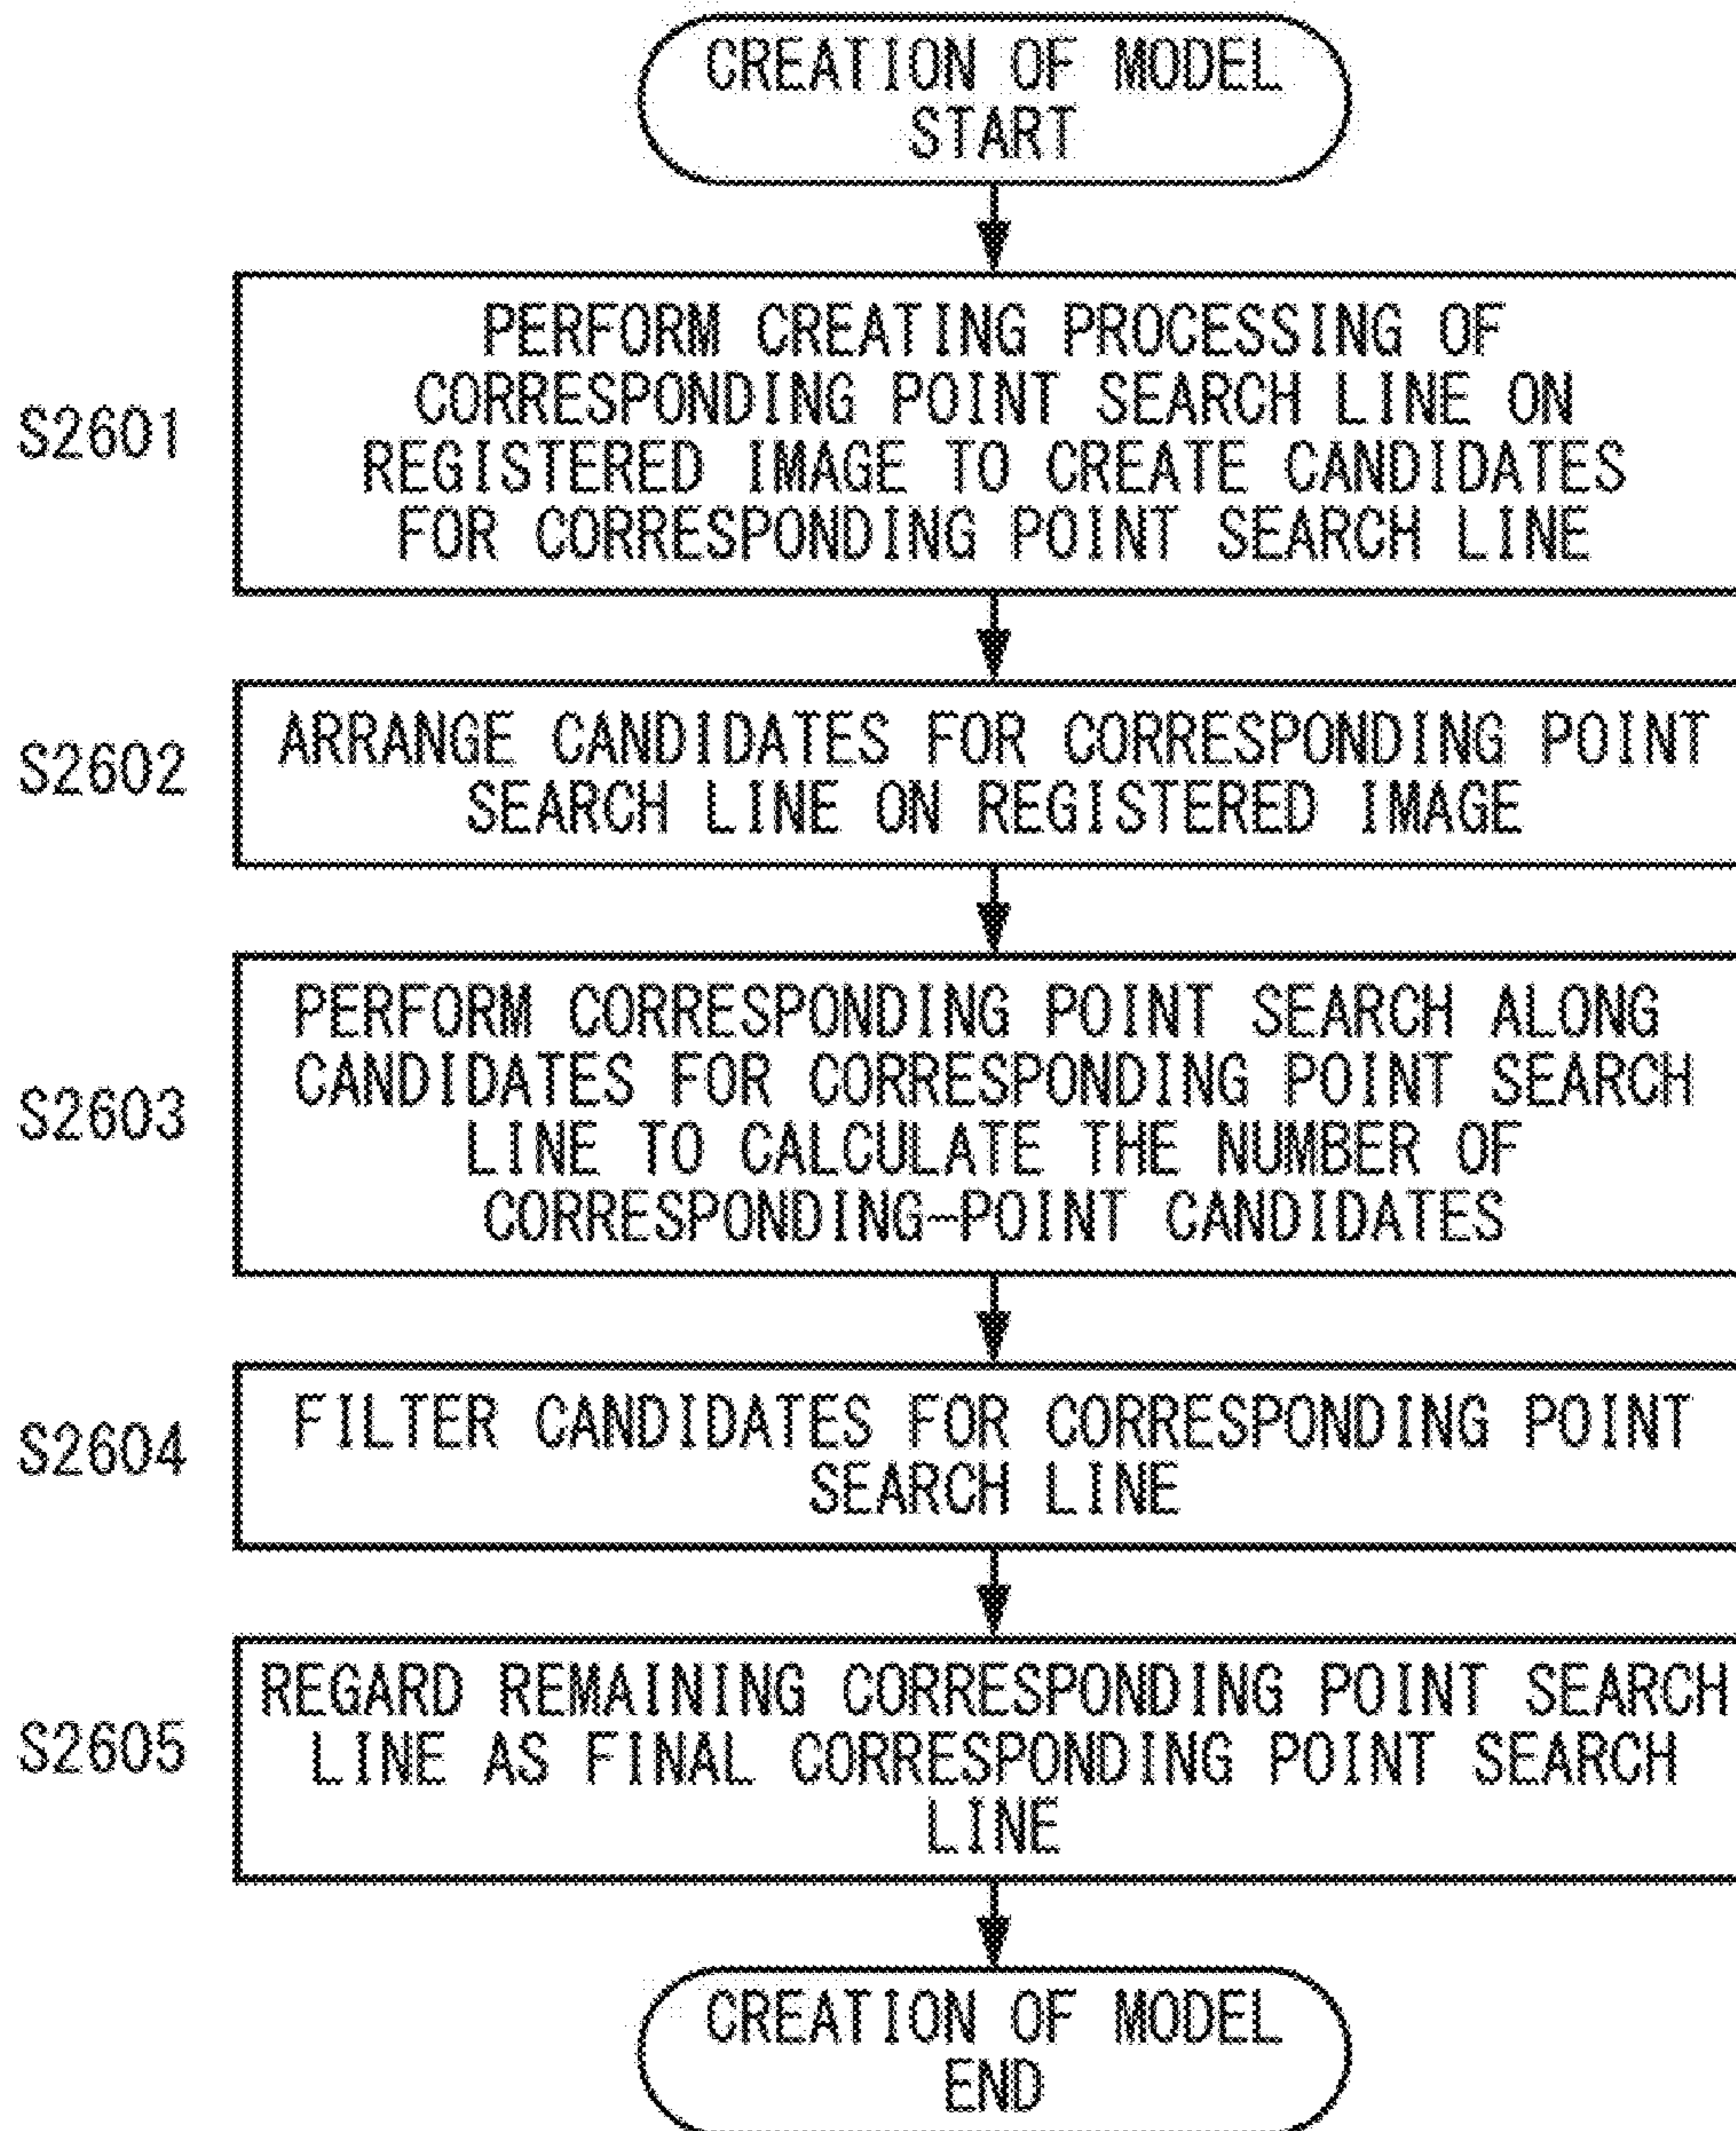 CREATION OF MODEL
START
PERFORM CREATING PROCESSING OF
CORRESPONDING POINT SEARCH LINE ON
S2601
REGISTERED IMAGE TO CREATE CANDIDATES
FOR CORRESPONDING POINT SEARCH LINE
ARRANGE CANDIDATES FOR CORRESPONDING POINT
S2602
SEARCH LINE ON REGISTERED IMAGE
PERFORM CORRESPONDING POINT SEARCH ALONG
CANDIDATES FOR CORRESPONDING POINT SEARCH
S2603
LINE TO CALCULATE THE NUMBER OF
CORRESPONDING-POINT CANDIDATES
FILTER CANDIDATES FOR CORRESPONDING POINT
S2604
SEARCH LINE
REGARD REMAINING CORRESPONDING POINT SEARCH
S2605
LINE AS FINAL CORRESPONDING POINT SEARCH
LINE
CREATION OF MODEL
END